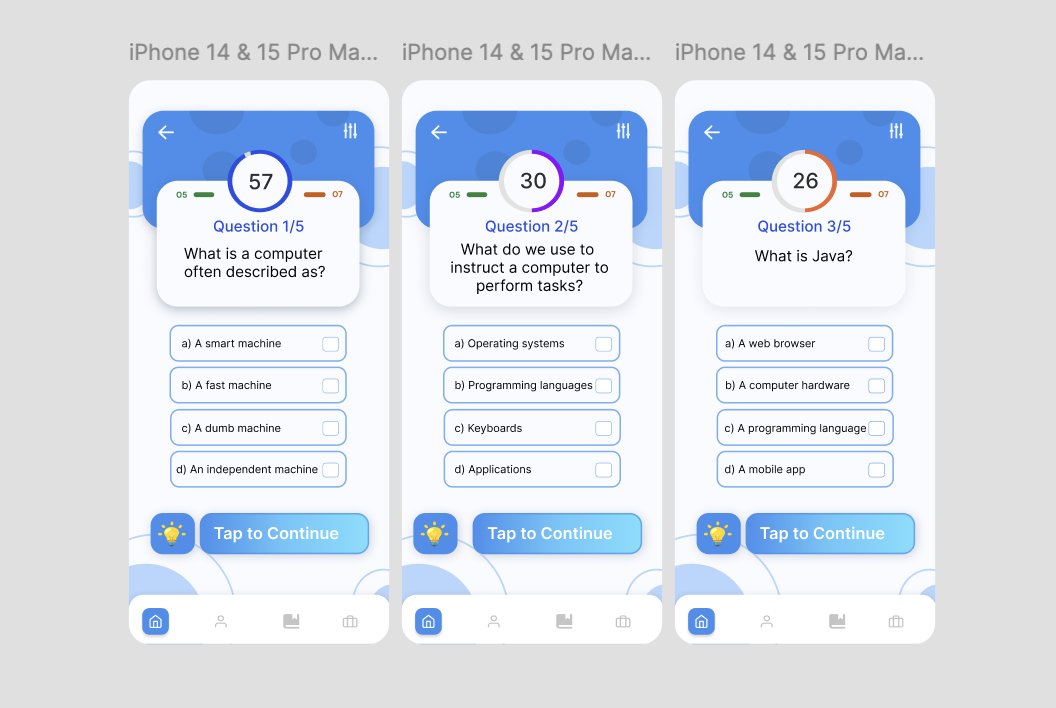 iPhone 14 & 15 Pro Ma...
57
05
07
Question 1/5
What is a computer
often described as?
a) A smart machine
b) A fast machine
c) A dumb machine
d) An independent machine
Tap to Continue
iPhone 14 & 15 Pro Ma...
30
05
07
Question 2/5
What do we use to
instruct a computer to
perform tasks?
a) Operating systems
b) Programming languages
c) Keyboards
d) Applications
Tap to Continue
iPhone 14 & 15 Pro Ma...
26
05
07
Question 3/5
What is Java?
a) A web browser
b) A computer hardware
c) A programming language
d) A mobile app
Tap to Continue